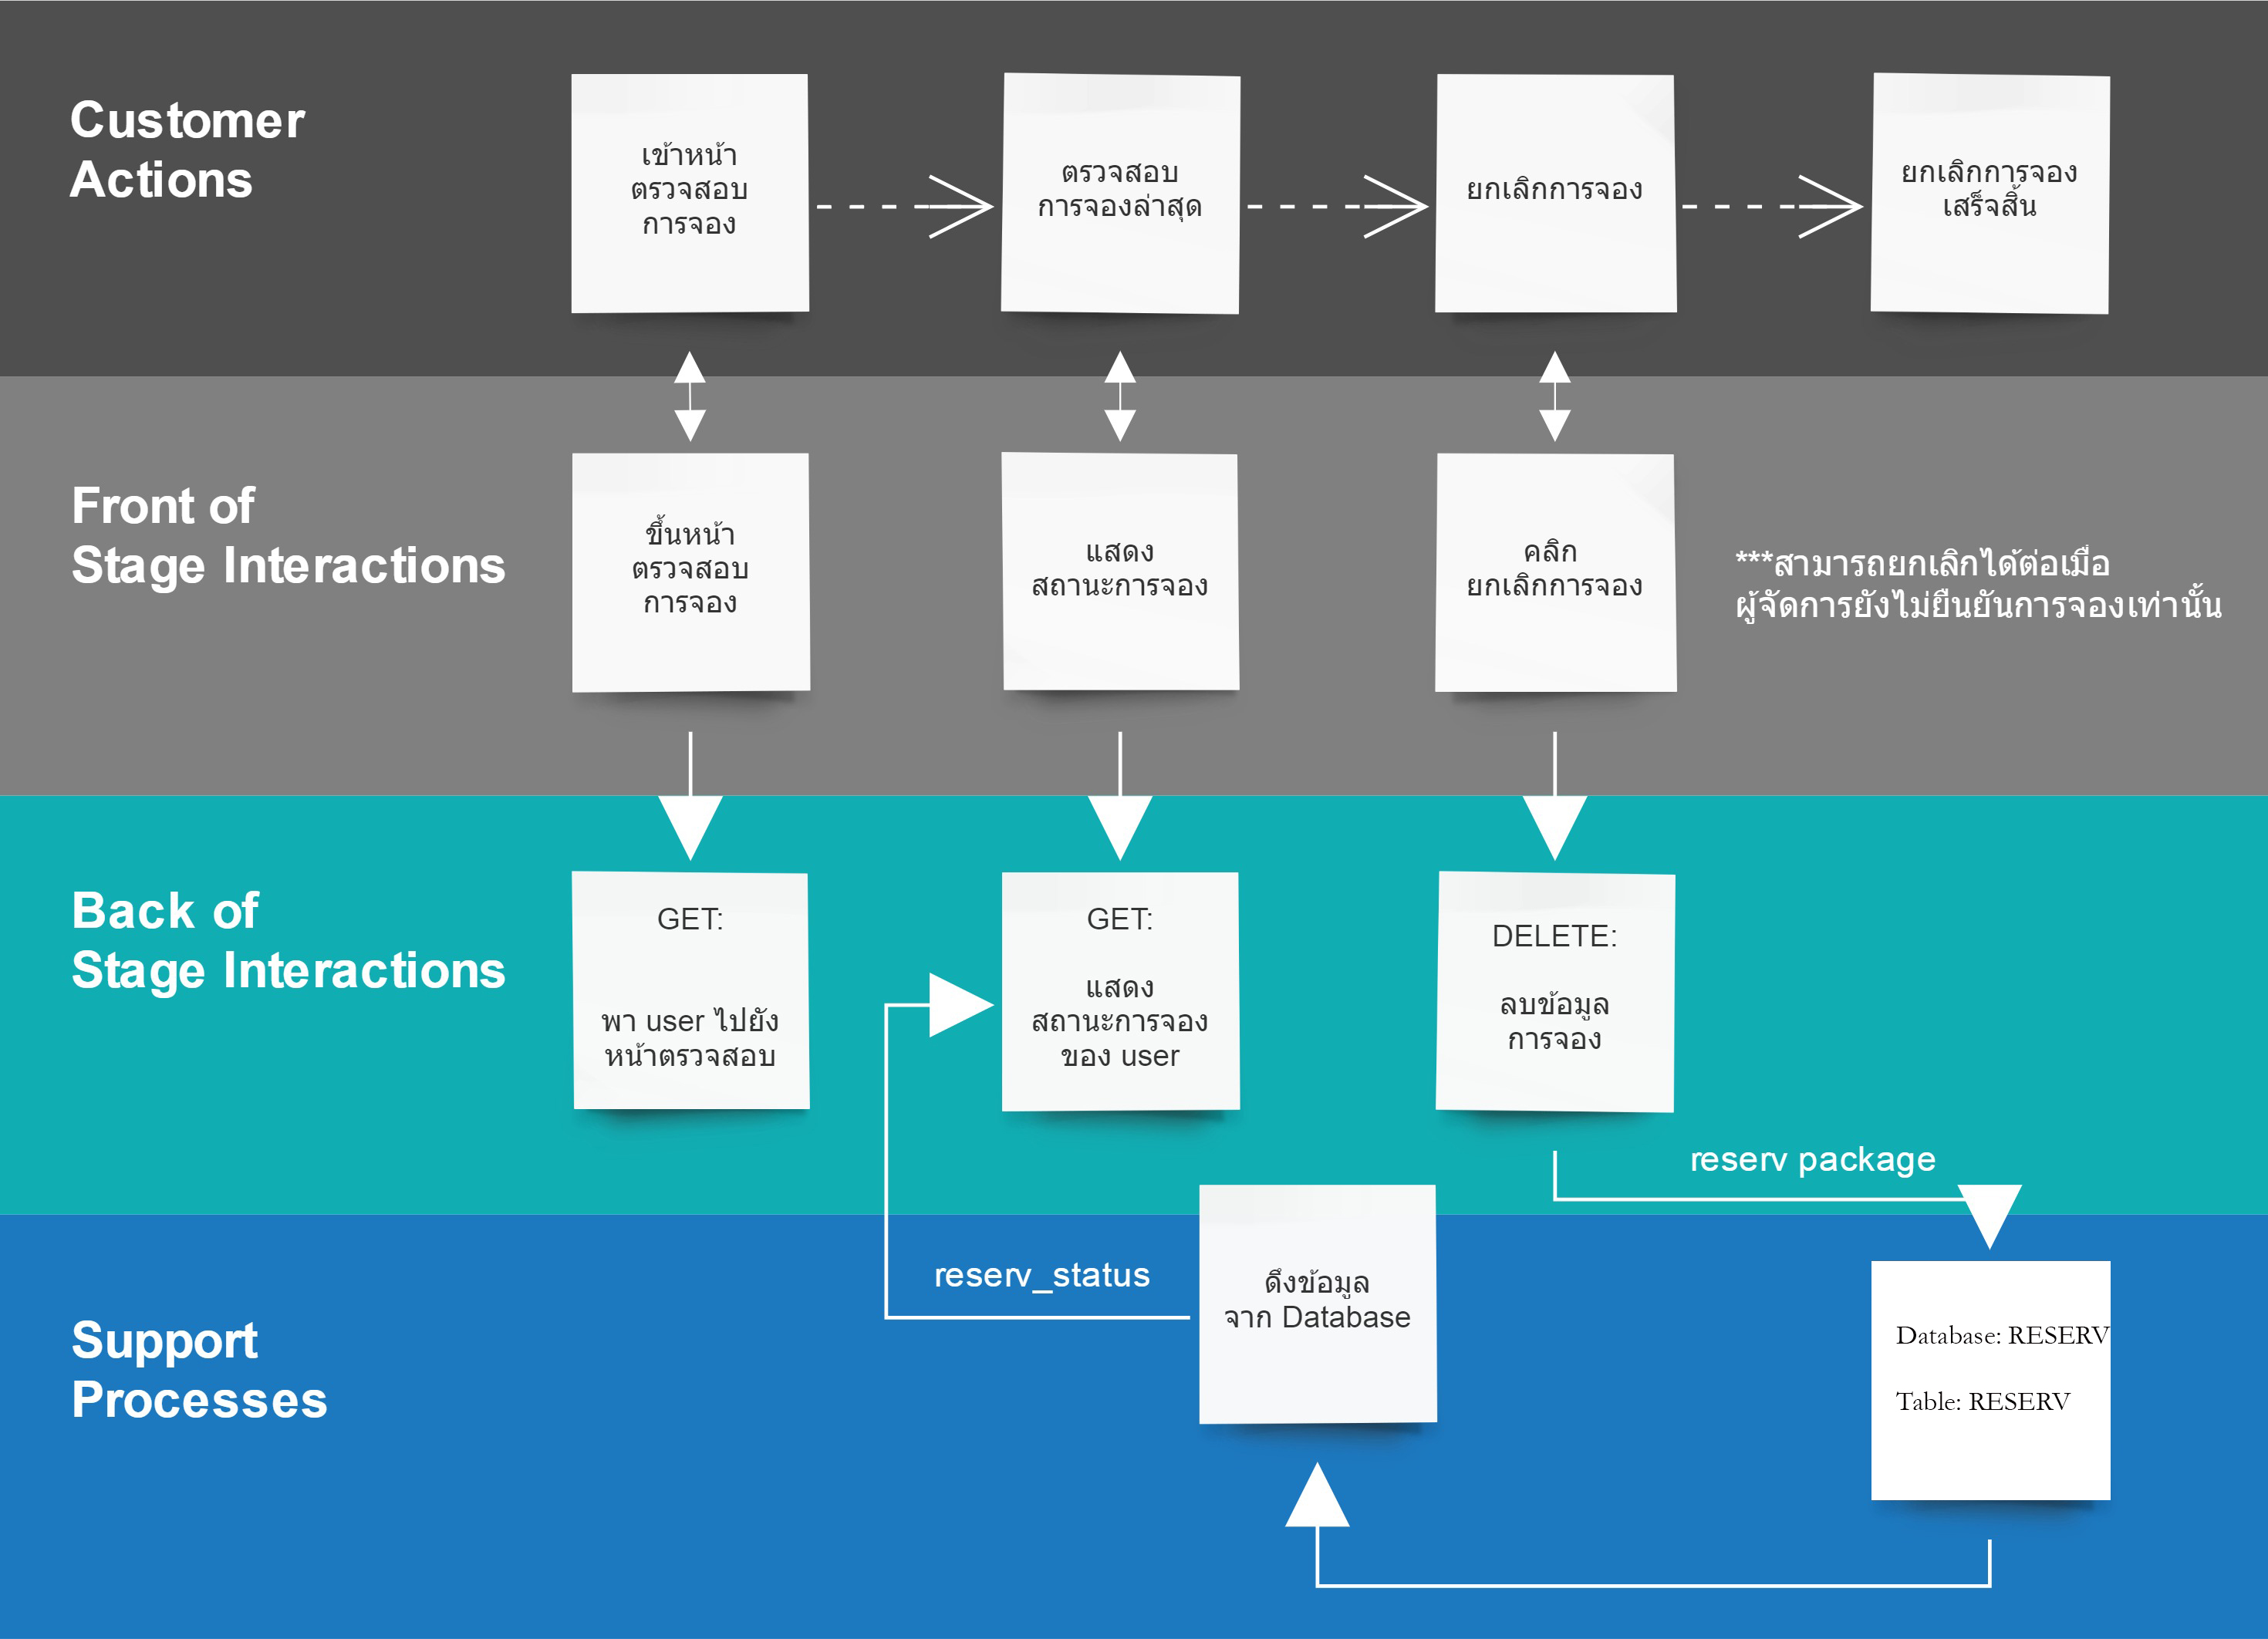 Customer
Actions
เข้าหน้า
ตรวจสอบ
การจอง
ตรวจสอบ
การจองล่าสุด
ยกเลิกการจอง
ยกเลิกการจอง
เสร็จสิ้น
Front of
Stage Interactions
ขึ้นหน้า
ตรวจสอบ
การจอง
แสดง
สถานะการจอง
คลิก
ยกเลิกการจอง
***สามารถยกเลิกได้ต่อเมื่อ
ผู้จัดการยังไม่ยืนยันการจองเท่านั้น
Back of
Stage Interactions
GET:
พา user ไปยัง
หน้าตรวจสอบ
GET:
แสดง
สถานะการจอง
ของ user
DELETE:
ลบข้อมูล
การจอง
reserv package
Support
Processes
reserv_status
ดึงข้อมูล
จาก Database
Database: RESERV
Table: RESERV